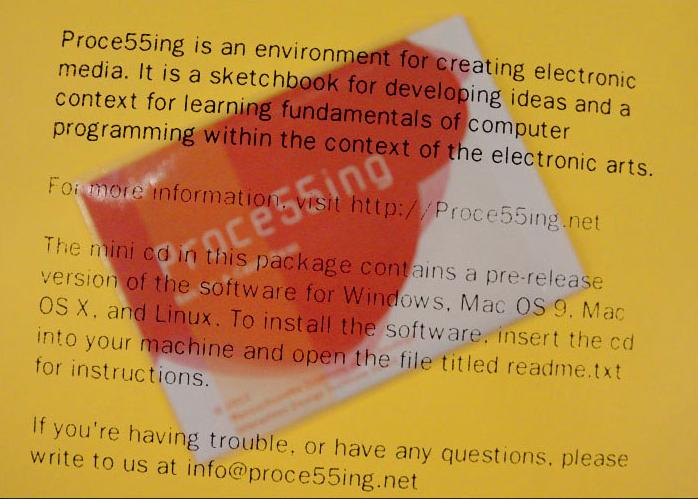 Proce55ing is an environment for creating electronic
media. It is a sketchbook for developing ideas and a
context for learning fundamentals of computer
programming within the context of the electronic arts.
For more information, visit http://Proce55ing.net
The mini cd in this package contains a pre-release
version of the software for Windows, Mac OS 9, Mac
OS X, and Linux. To install the software, insert the cd
into your machine and open the file titled readme.txt
for instructions.
If you're having trouble, or have any questions, please
write to us at info@proce55ing.net
proce55ing